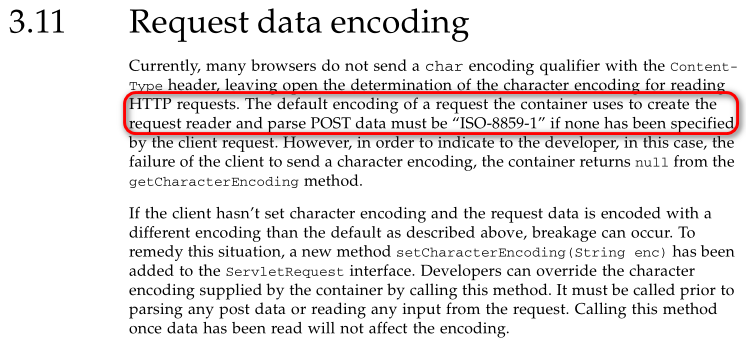 3.11 Request data encoding
Currently, many browsers do not send a char encoding qualifier with the Content-
Type header, leaving open the determination of the character encoding for reading
HTTP requests. The default encoding of a request the container uses to create the
request reader and parse POST data must be “ISO-8859-1” if none has been specified
by the client request. However, in order to indicate to the developer, in this case, the
failure of the client to send a character encoding, the container returns null from the
getCharacterEncoding method.
If the client hasn’t set character encoding and the request data is encoded with a
different encoding than the default as described above, breakage can occur. To
remedy this situation, a new method setCharacterEncoding(String enc) has been
added to the ServletRequest interface. Developers can override the character
encoding supplied by the container by calling this method. It must be called prior to
parsing any post data or reading any input from the request. Calling this method
once data has been read will not affect the encoding.